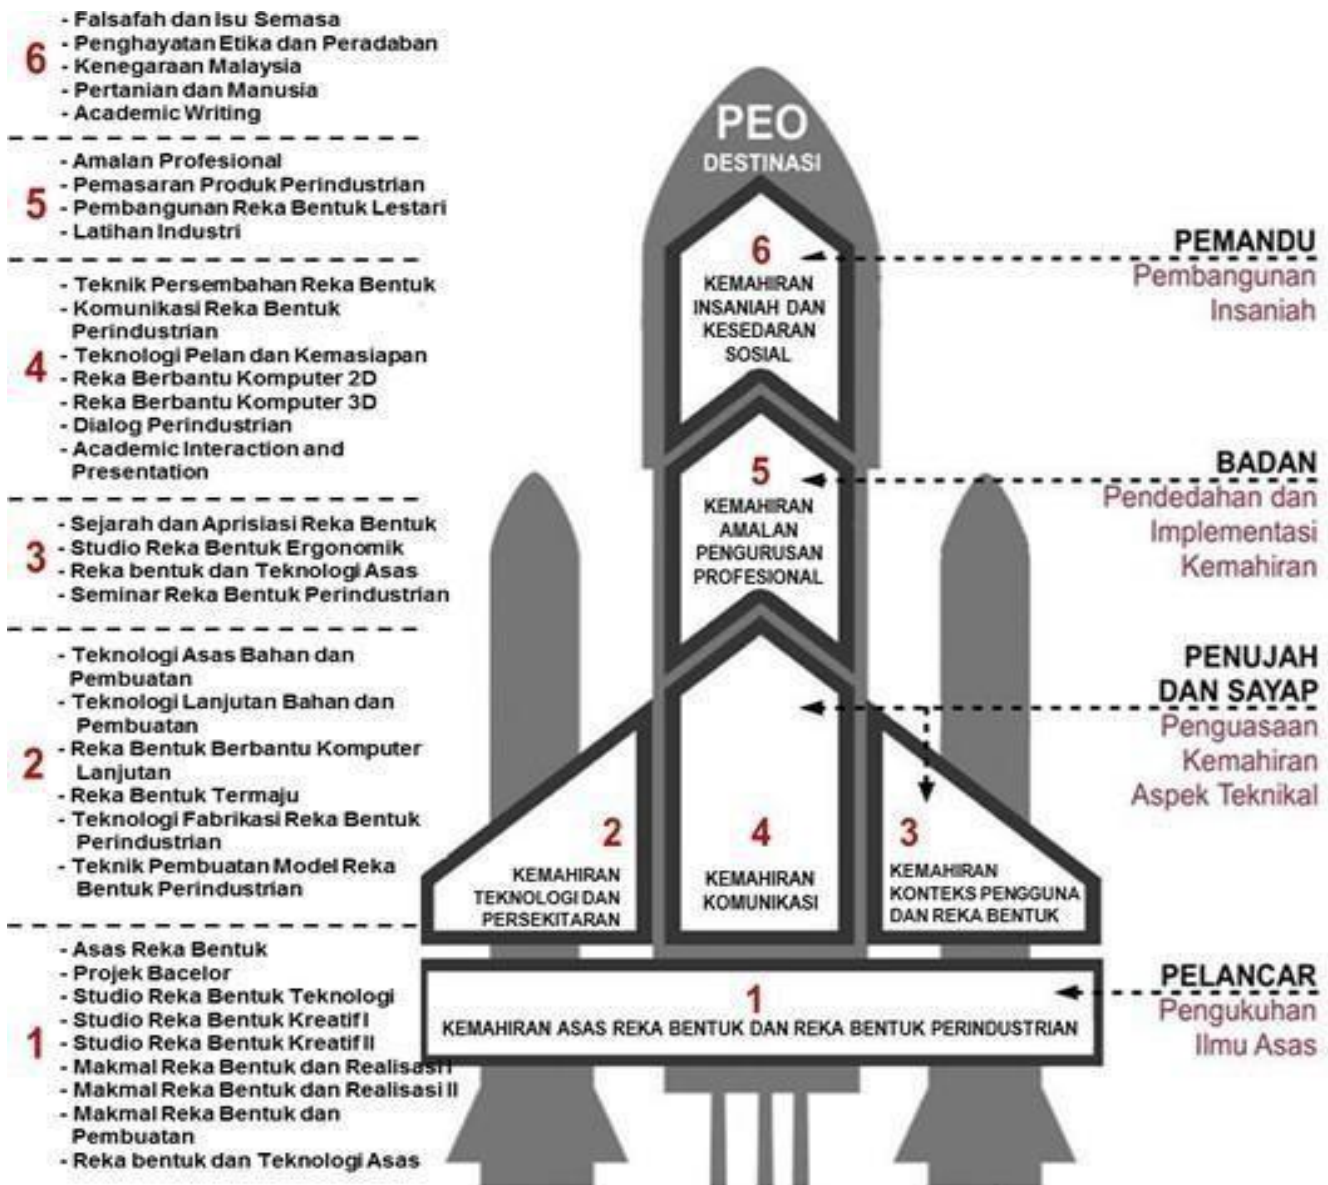 6
- Falsafah dan Isu Semasa
- Penghayatan Etika dan Peradaban
- Kenegaraan Malaysia
- Pertanian dan Manusia
- Academic Writing
5
- Amalan Profesional
- Pemasaran Produk Perindustrian
- Pembangunan Reka Bentuk Lestari
- Latihan Industri
4
- Teknik Persembahan Reka Bentuk
- Komunikasi Reka Bentuk
Perindustrian
- Teknologi Pelan dan Kemasiapan
- Reka Berbantu Komputer 2D
- Reka Berbantu Komputer 3D
- Dialog Perindustrian
- Academic Interaction and
Presentation
3
- Sejarah dan Aprisiasi Reka Bentuk
- Studio Reka Bentuk Ergonomik
- Reka bentuk dan Teknologi Asas
- Seminar Reka Bentuk Perindustrian
2
- Teknologi Asas Bahan dan
Pembuatan
- Teknologi Lanjutan Bahan dan
Pembuatan
- Reka Bentuk Berbantu Komputer
Lanjutan
- Reka Bentuk Termaju
- Teknologi Fabrikasi Reka Bentuk
Perindustrian
- Teknik Pembuatan Model Reka
Bentuk Perindustrian
1
- Asas Reka Bentuk
- Projek Bacelor
- Studio Reka Bentuk Teknologi
- Studio Reka Bentuk Kreatif I
- Studio Reka Bentuk Kreatif II
- Makmal Reka Bentuk dan Realisasi I
- Makmal Reka Bentuk dan Realisasi II
- Makmal Reka Bentuk dan
Pembuatan
- Reka bentuk dan Teknologi Asas
PEO
DESTINASI
6
KEMAHIRAN
INSANIAH DAN
KESEDARAN
SOSIAL
5
KEMAHIRAN
AMALAN
PENGURUSAN
PROFESIONAL
2
KEMAHIRAN
TEKNOLOGI DAN
PERSEKITARAN
4
KEMAHIRAN
KOMUNIKASI
3
KEMAHIRAN
KONTEKS PENGGUNA
DAN REKA BENTUK
1
KEMAHIRAN ASAS REKA BENTUK DAN REKA BENTUK PERINDUSTRIAN
PEMANDU
Pembangunan
Insaniah
BADAN
Pendedahan dan
Implementasi
Kemahiran
PENUJAH
DAN SAYAP
Penguasaan
Kemahiran
Aspek Teknikal
PELANCAR
Pengukuhan
Ilmu Asas